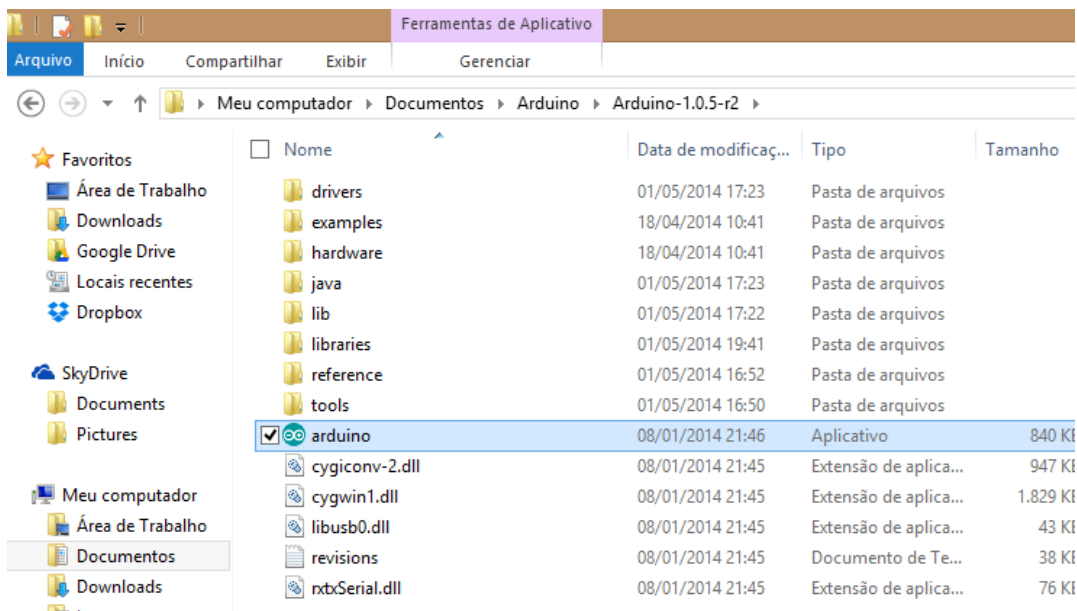 Ferramentas de Aplicativo
Arquivo Início Compartilhar Exibir Gerenciar
Meu computador Documentos Arduino Arduino-1.0.5-r2
Nome Data de modificaç... Tipo Tamanho
Favoritos
Área de Trabalho
Downloads
Google Drive
Locais recentes
Dropbox
SkyDrive
Documents
Pictures
Meu computador
Área de Trabalho
Documentos
Downloads
drivers 01/05/2014 17:23 Pasta de arquivos
examples 18/04/2014 10:41 Pasta de arquivos
hardware 18/04/2014 10:41 Pasta de arquivos
java 01/05/2014 17:23 Pasta de arquivos
lib 01/05/2014 17:22 Pasta de arquivos
libraries 01/05/2014 19:41 Pasta de arquivos
reference 01/05/2014 16:52 Pasta de arquivos
tools 01/05/2014 16:50 Pasta de arquivos
arduino 08/01/2014 21:46 Aplicativo 840 KB
cygiconv-2.dll 08/01/2014 21:45 Extensão de aplica... 947 KB
cygwin1.dll 08/01/2014 21:45 Extensão de aplica... 1.829 KB
libusb0.dll 08/01/2014 21:45 Extensão de aplica... 43 KB
revisions 08/01/2014 21:45 Documento de Te... 38 KB
rxtxSerial.dll 08/01/2014 21:45 Extensão de aplica... 76 KB